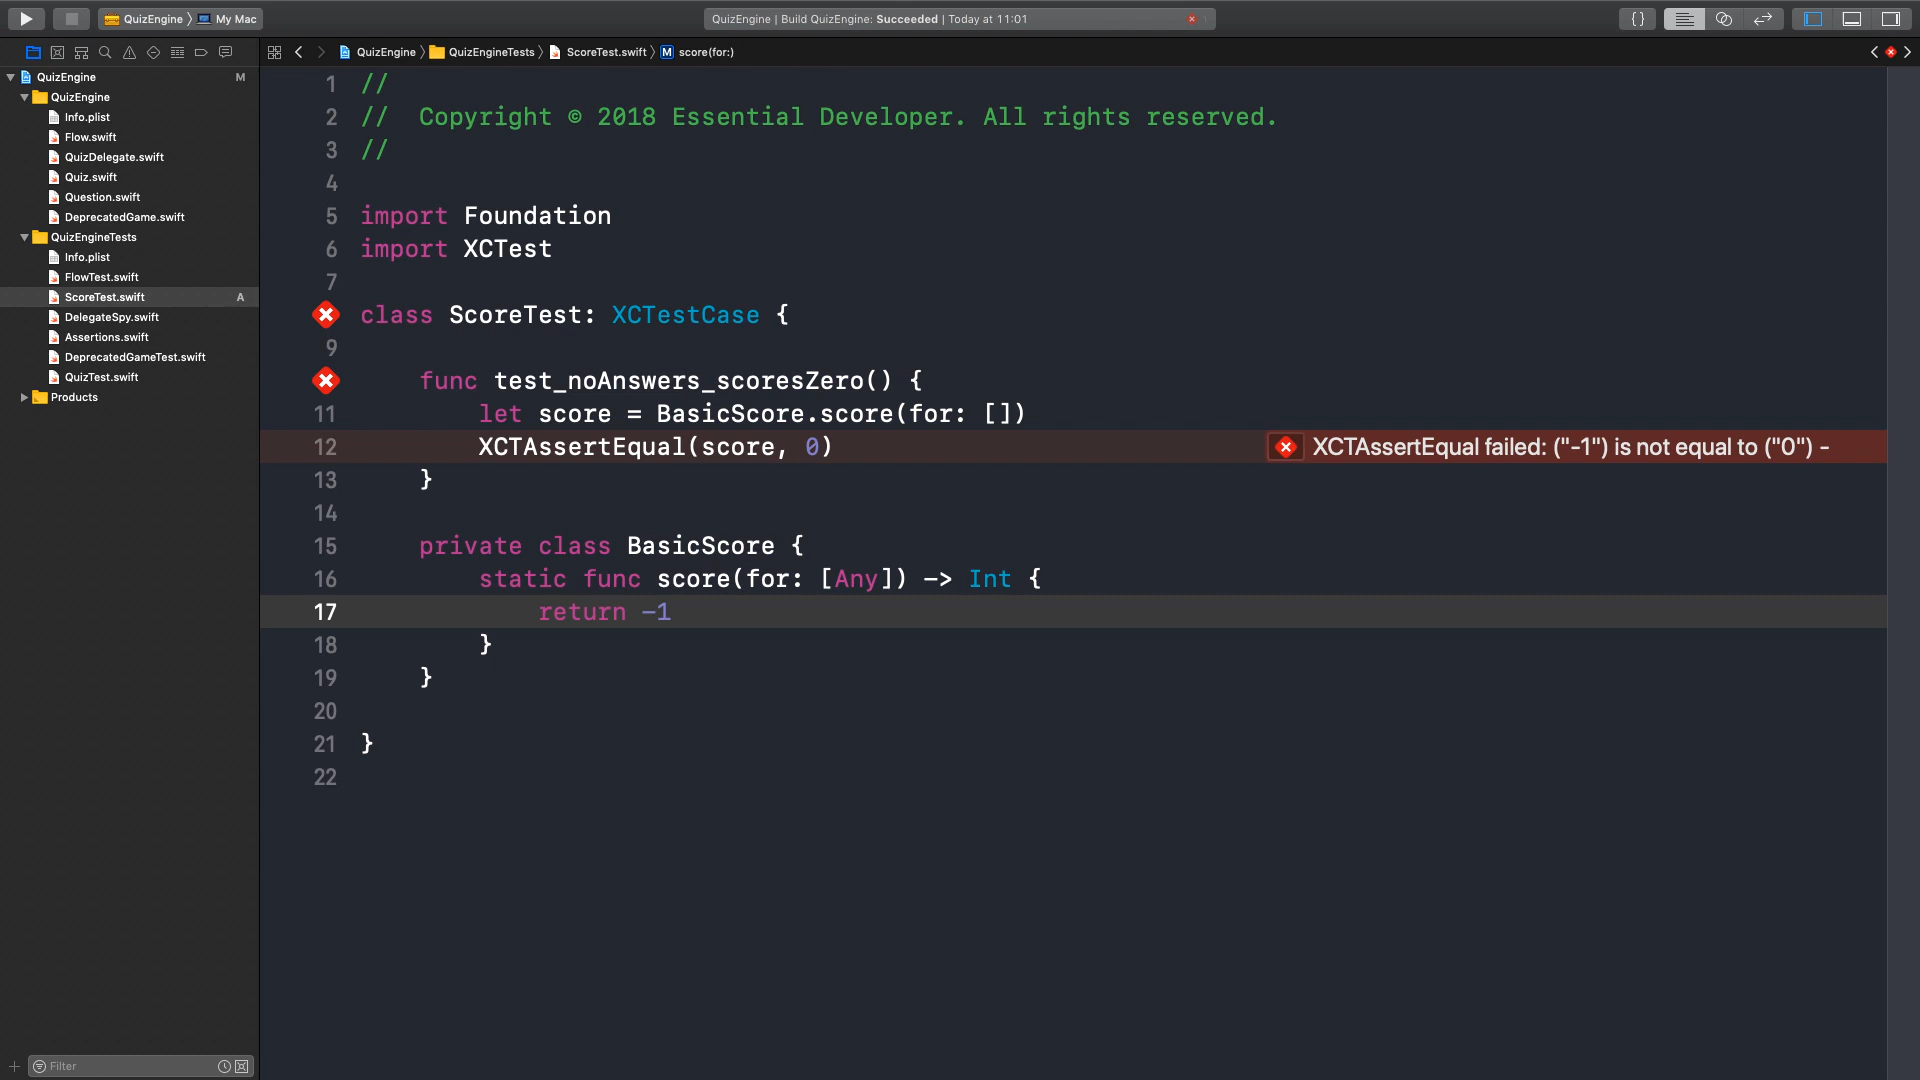 QuizEngine 〉 My Mac
QuizEngine | Build QuizEngine: Succeeded | Today at 11:01
{}
QuizEngine 〉 QuizEngineTests 〉 ScoreTest.swift 〉 M score(for:)
QuizEngine M
QuizEngine
Info.plist
Flow.swift
QuizDelegate.swift
Quiz.swift
Question.swift
DeprecatedGame.swift
QuizEngineTests
Info.plist
FlowTest.swift
ScoreTest.swift A
DelegateSpy.swift
Assertions.swift
DeprecatedGameTest.swift
QuizTest.swift
Products
Filter
1 //
2 //  Copyright © 2018 Essential Developer. All rights reserved.
3 //
4
5 import Foundation
6 import XCTest
7
class ScoreTest: XCTestCase {
9
func test_noAnswers_scoresZero() {
11 let score = BasicScore.score(for: [])
12 XCTAssertEqual(score, 0) XCTAssertEqual failed: ("-1") is not equal to ("0") -
13 }
14
15 private class BasicScore {
16 static func score(for: [Any]) -> Int {
17 return -1
18 }
19 }
20
21 }
22